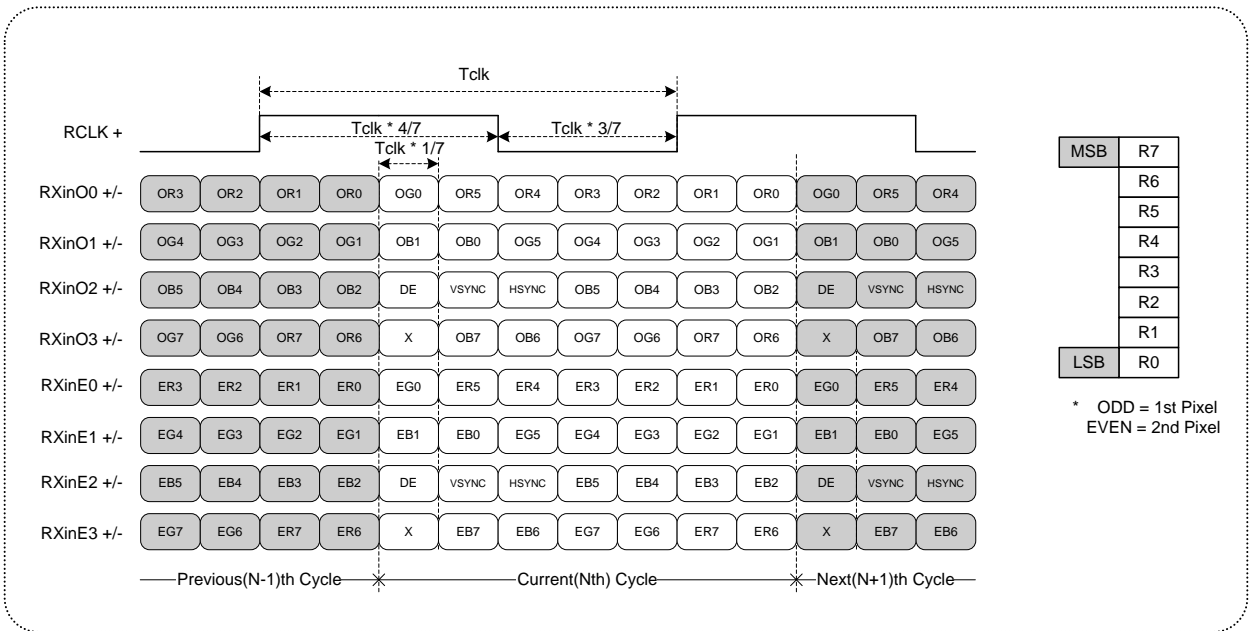 Tclk
RCLK +
Tclk * 4/7
Tclk * 3/7
Tclk * 1/7
RXinO0 +/- OR3 OR2 OR1 OR0 OG0 OR5 OR4 OR3 OR2 OR1 OR0 OG0 OR5 OR4
RXinO1 +/- OG4 OG3 OG2 OG1 OB1 OB0 OG5 OG4 OG3 OG2 OG1 OB1 OB0 OG5
RXinO2 +/- OB5 OB4 OB3 OB2 DE VSYNC HSYNC OB5 OB4 OB3 OB2 DE VSYNC HSYNC
RXinO3 +/- OG7 OG6 OR7 OR6 X OB7 OB6 OG7 OG6 OR7 OR6 X OB7 OB6
RXinE0 +/- ER3 ER2 ER1 ER0 EG0 ER5 ER4 ER3 ER2 ER1 ER0 EG0 ER5 ER4
RXinE1 +/- EG4 EG3 EG2 EG1 EB1 EB0 EG5 EG4 EG3 EG2 EG1 EB1 EB0 EG5
RXinE2 +/- EB5 EB4 EB3 EB2 DE VSYNC HSYNC EB5 EB4 EB3 EB2 DE VSYNC HSYNC
RXinE3 +/- EG7 EG6 ER7 ER6 X EB7 EB6 EG7 EG6 ER7 ER6 X EB7 EB6
Previous(N-1)th Cycle Current(Nth) Cycle Next(N+1)th Cycle
MSB R7
R6
R5
R4
R3
R2
R1
LSB R0
* ODD = 1st Pixel
EVEN = 2nd Pixel